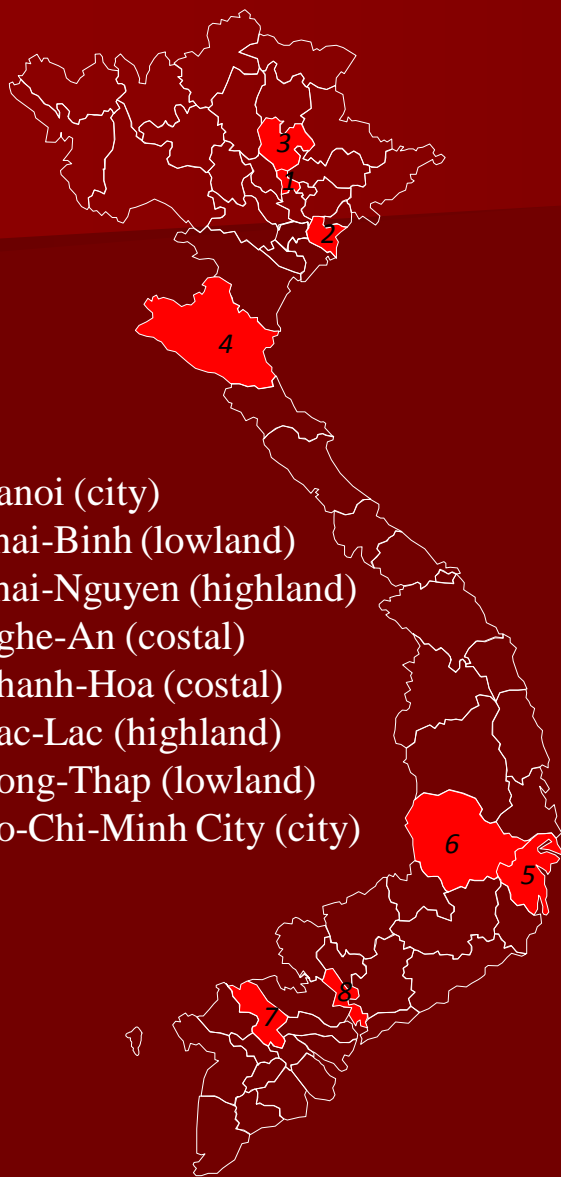 3
1
2
4
anoi (city)
hai-Binh (lowland)
hai-Nguyen (highland)
ghe-An (costal)
hanh-Hoa (costal)
ac-Lac (highland)
ong-Thap (lowland)
o-Chi-Minh City (city)
6
5
8
7